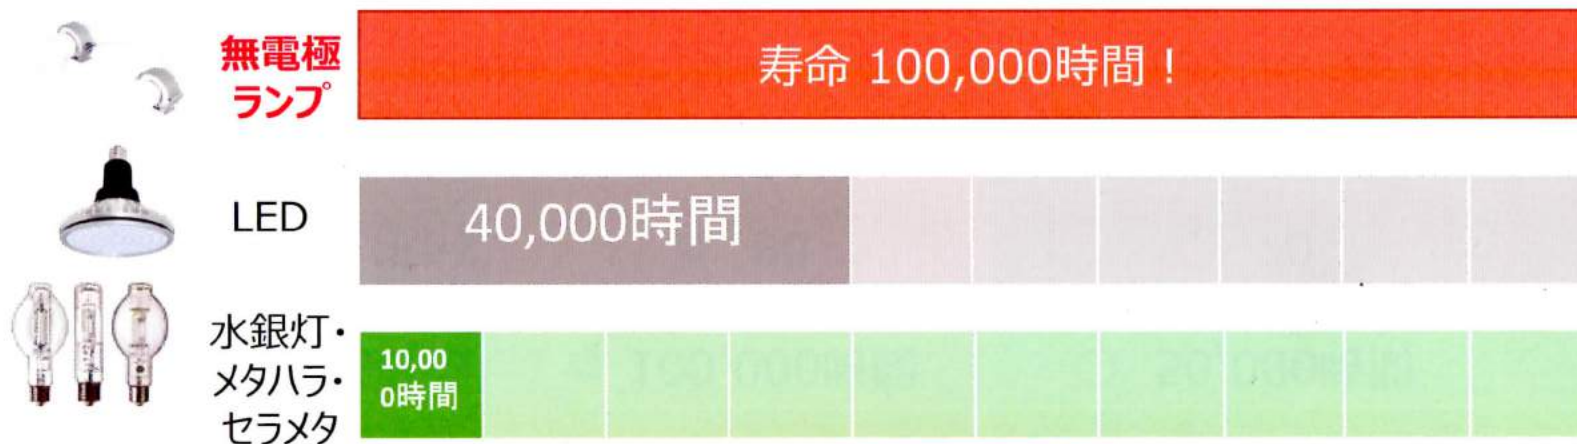 無電極
ランプ
寿命 100,000時間！
LED
40,000時間
水銀灯・
メタハラ・
セラメタ
10,00
0時間